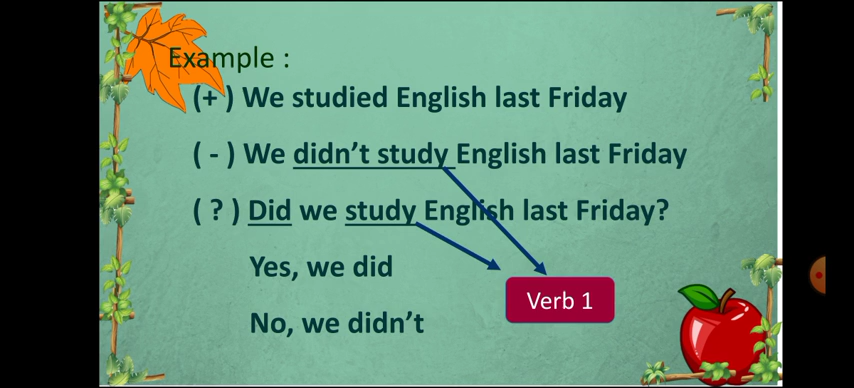 Example :
(+ ) We studied English last Friday
( - ) We didn't study English last Friday
( ? ) Did we study English last Friday?
Yes, we did
No, we didn't
Verb 1